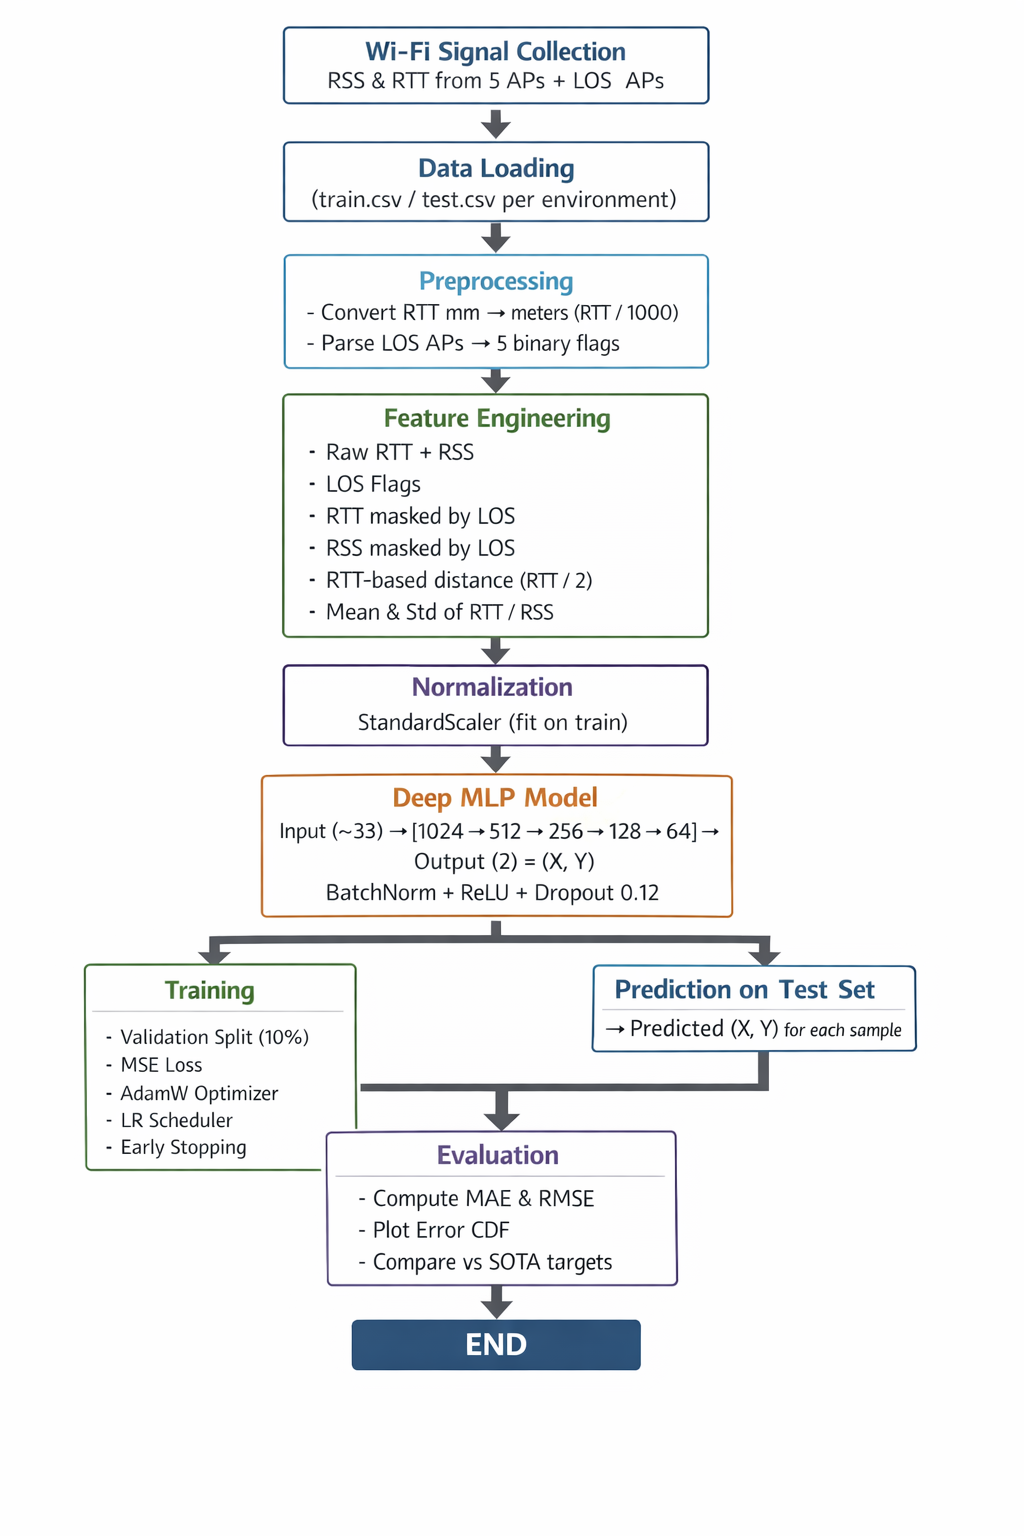 Wi-Fi Signal Collection
RSS & RTT from 5 APs + LOS APs
Data Loading
(train.csv / test.csv per environment)
Preprocessing
- Convert RTT mm → meters (RTT / 1000)
- Parse LOS APs → 5 binary flags
Feature Engineering
- Raw RTT + RSS
- LOS Flags
- RTT masked by LOS
- RSS masked by LOS
- RTT-based distance (RTT / 2)
- Mean & Std of RTT / RSS
Normalization
StandardScaler (fit on train)
Deep MLP Model
Input (~33) → [1024 → 512 → 256 → 128 → 64] →
Output (2) = (X, Y)
BatchNorm + ReLU + Dropout 0.12
Training
- Validation Split (10%)
- MSE Loss
- AdamW Optimizer
- LR Scheduler
- Early Stopping
Prediction on Test Set
→ Predicted (X, Y) for each sample
Evaluation
- Compute MAE & RMSE
- Plot Error CDF
- Compare vs SOTA targets
END